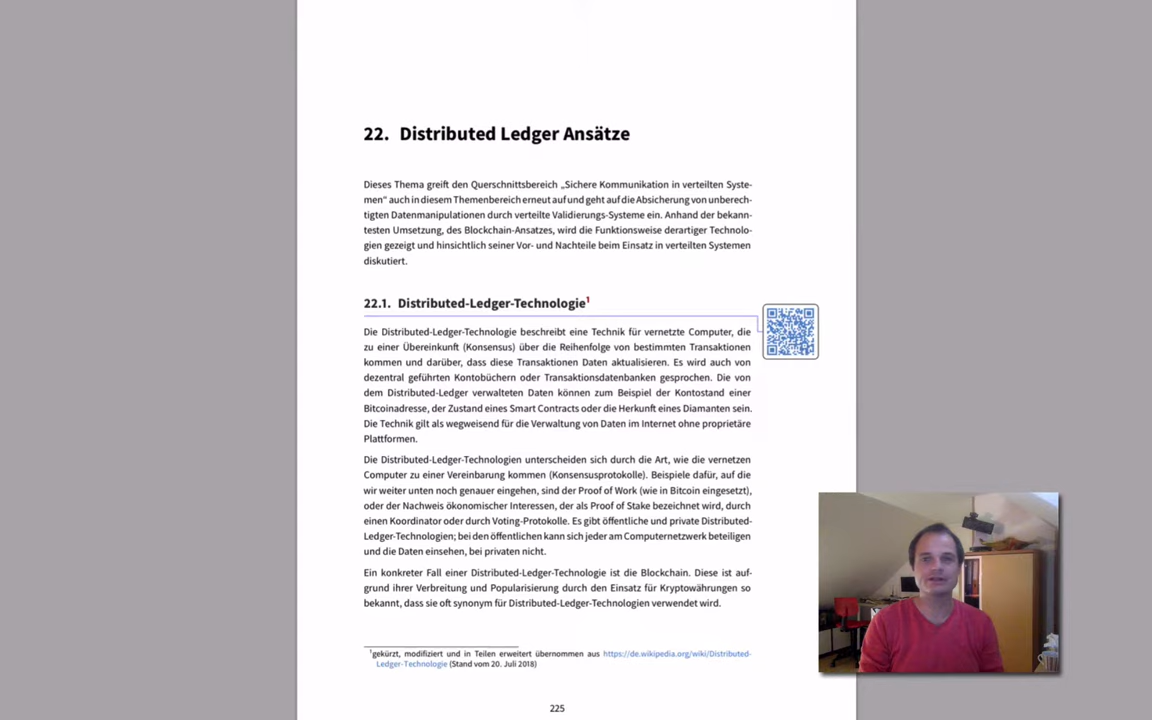 22. Distributed Ledger Ansätze
Dieses Thema greift den Querschnittsbereich „Sichere Kommunikation in verteilten Syste-
men“ auch in diesem Themenbereich erneut auf und geht auf die Absicherung von unberech-
tigten Datenmanipulationen durch verteilte Validierungs-Systeme ein. Anhand der bekann-
testen Umsetzung, des Blockchain-Ansatzes, wird die Funktionsweise derartiger Technolo-
gien gezeigt und hinsichtlich seiner Vor- und Nachteile beim Einsatz in verteilten Systemen
diskutiert.
22.1. Distributed-Ledger-Technologie¹
Die Distributed-Ledger-Technologie beschreibt eine Technik für vernetzte Computer, die
zu einer Übereinkunft (Konsensus) über die Reihenfolge von bestimmten Transaktionen
kommen und darüber, dass diese Transaktionen Daten aktualisieren. Es wird auch von
dezentral geführten Kontobüchern oder Transaktionsdatenbanken gesprochen. Die von
dem Distributed-Ledger verwalteten Daten können zum Beispiel der Kontostand einer
Bitcoinadresse, der Zustand eines Smart Contracts oder die Herkunft eines Diamanten sein.
Die Technik gilt als wegweisend für die Verwaltung von Daten im Internet ohne proprietäre
Plattformen.
Die Distributed-Ledger-Technologien unterscheiden sich durch die Art, wie die vernetzen
Computer zu einer Vereinbarung kommen (Konsensusprotokolle). Beispiele dafür, auf die
wir weiter unten noch genauer eingehen, sind der Proof of Work (wie in Bitcoin eingesetzt),
oder der Nachweis ökonomischer Interessen, der als Proof of Stake bezeichnet wird, durch
einen Koordinator oder durch Voting-Protokolle. Es gibt öffentliche und private Distributed-
Ledger-Technologien; bei den öffentlichen kann sich jeder am Computernetzwerk beteiligen
und die Daten einsehen, bei privaten nicht.
Ein konkreter Fall einer Distributed-Ledger-Technologie ist die Blockchain. Diese ist auf-
grund ihrer Verbreitung und Popularisierung durch den Einsatz für Kryptowährungen so
bekannt, dass sie oft synonym für Distributed-Ledger-Technologien verwendet wird.
¹gekürzt, modifiziert und in Teilen erweitert übernommen aus https://de.wikipedia.org/wiki/Distributed-
Ledger-Technologie (Stand vom 20. Juli 2018)
225